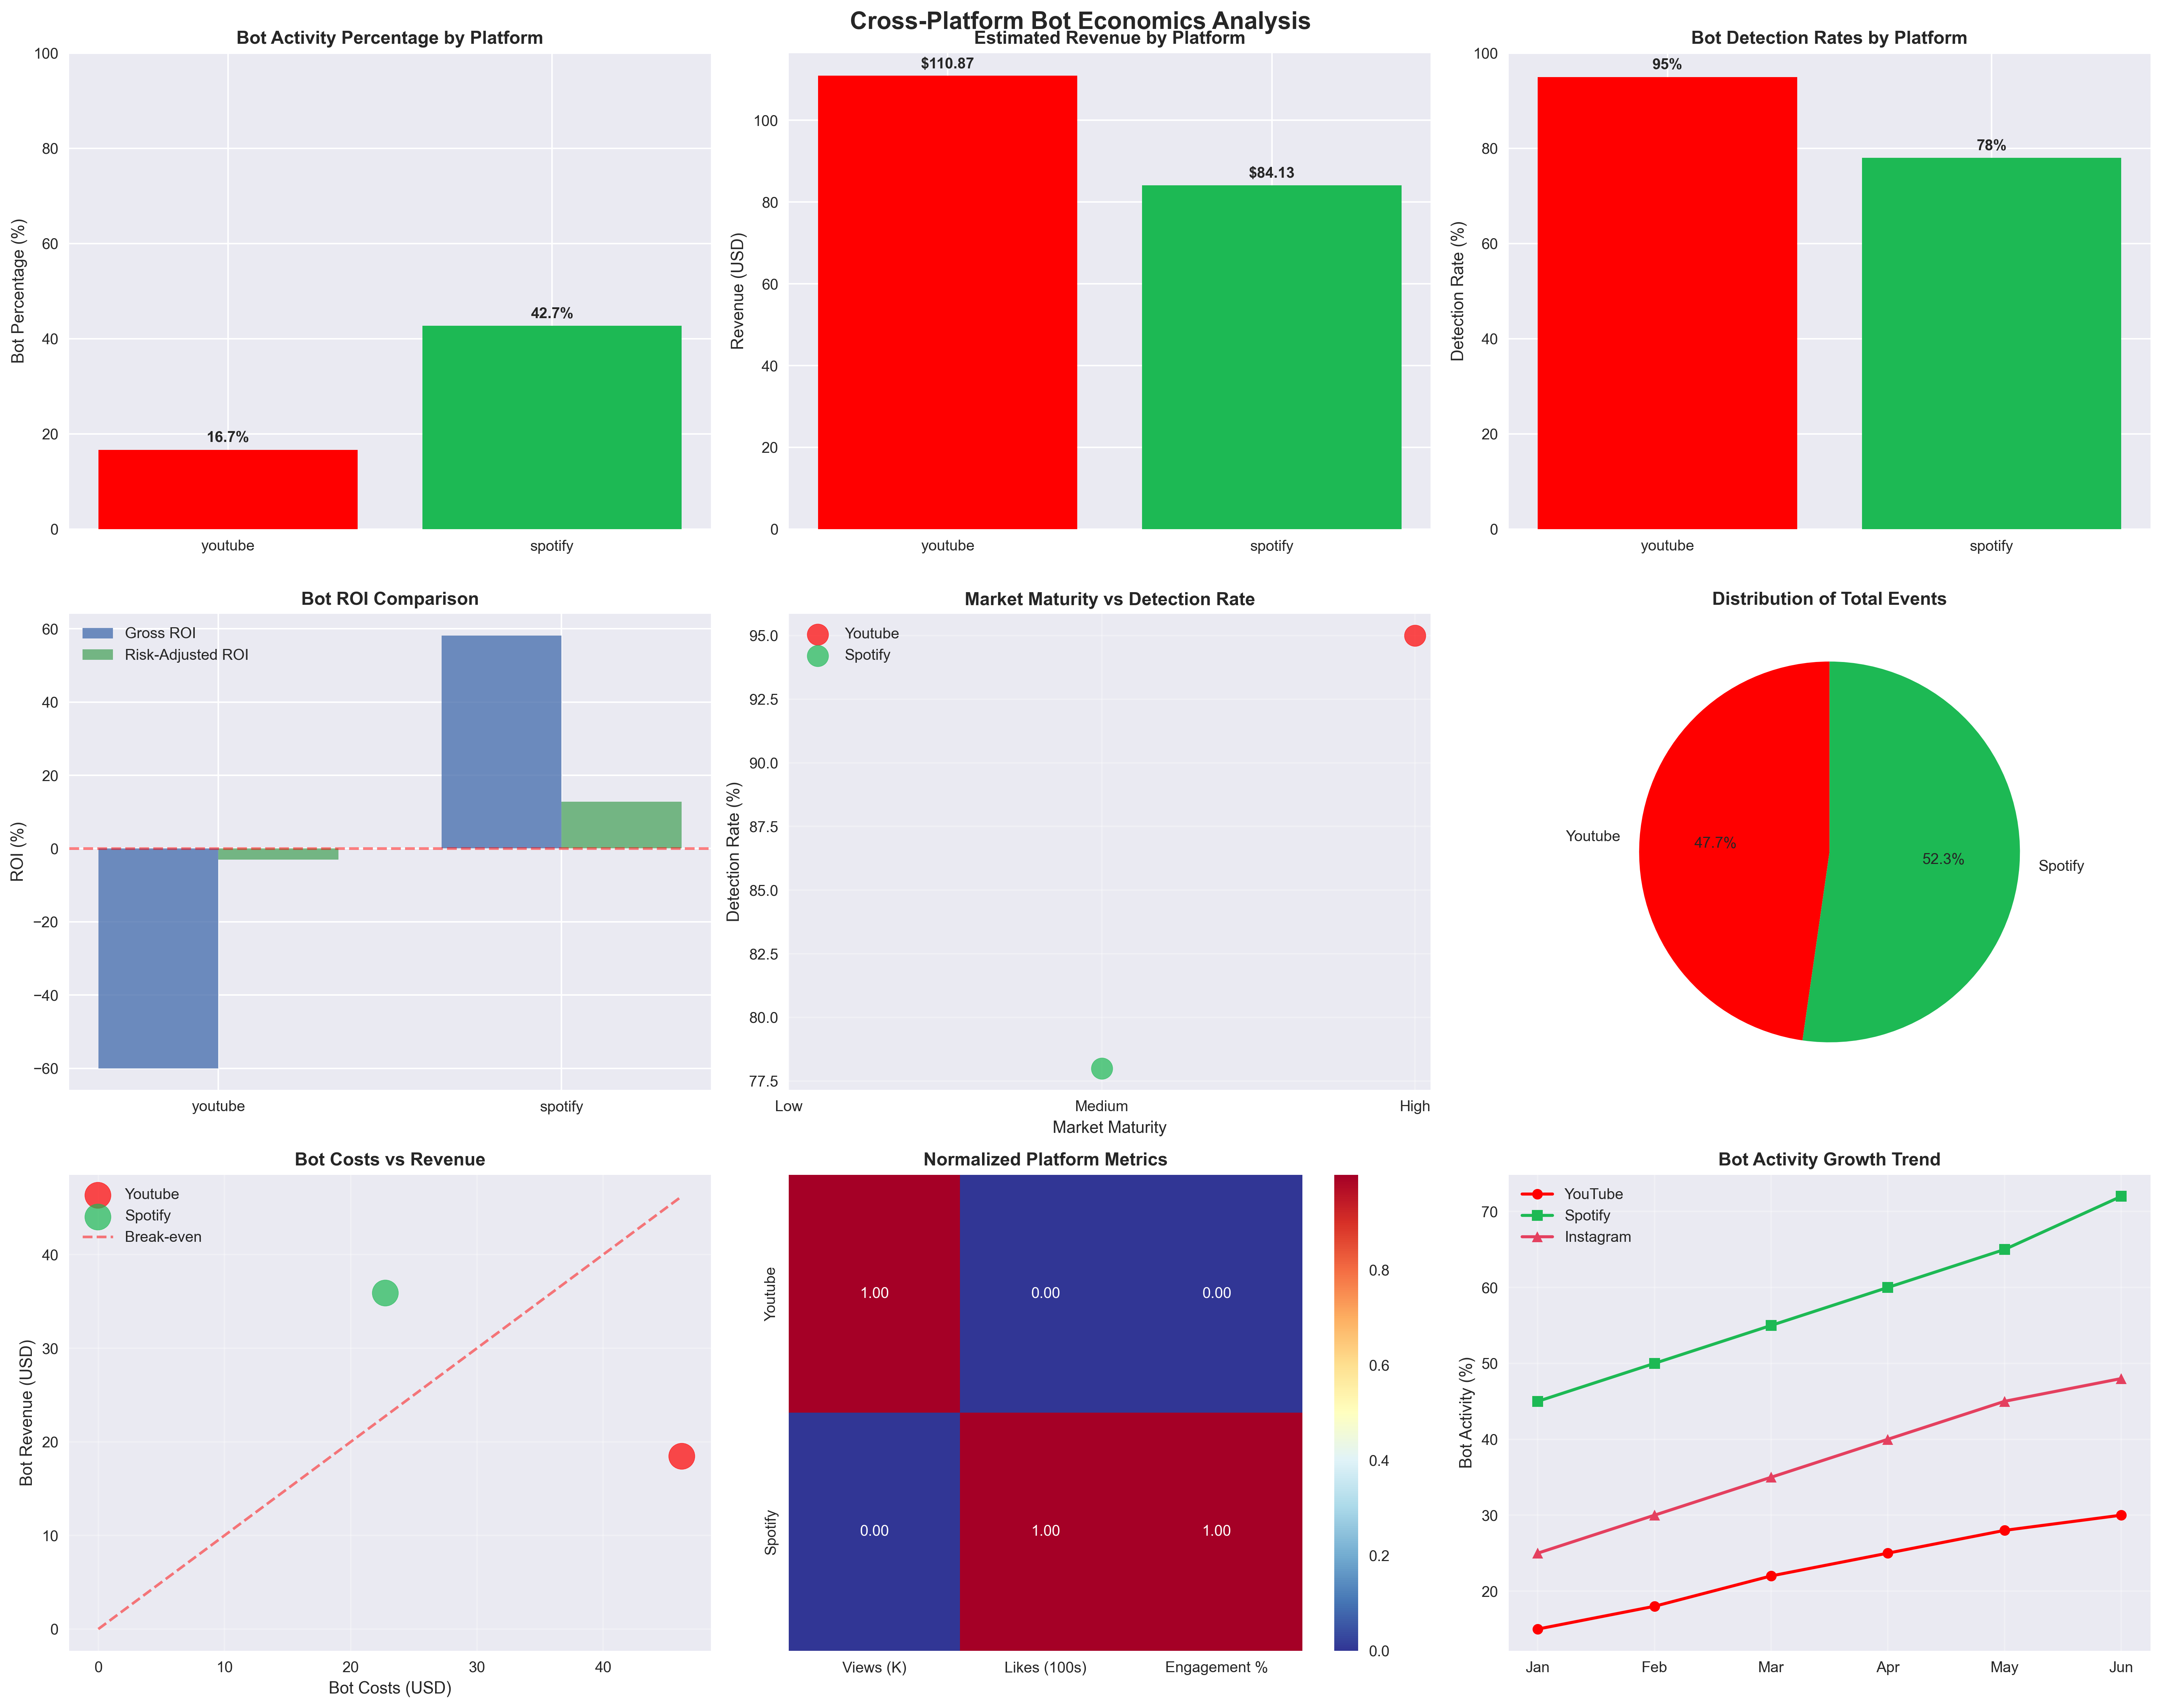 Cross-Platform Bot Economics Analysis
Bot Activity Percentage by Platform
100
80
60
40
20
0
Bot Percentage (%)
16.7%
42.7%
youtube
spotify
Estimated Revenue by Platform
100
80
60
40
20
0
Revenue (USD)
$110.87
$84.13
youtube
spotify
Bot Detection Rates by Platform
100
80
60
40
20
0
Detection Rate (%)
95%
78%
youtube
spotify
Bot ROI Comparison
Gross ROI
Risk-Adjusted ROI
60
40
20
0
−20
−40
−60
ROI (%)
youtube
spotify
Market Maturity vs Detection Rate
Youtube
Spotify
95.0
92.5
90.0
87.5
85.0
82.5
80.0
77.5
Detection Rate (%)
Low
Medium
High
Market Maturity
Distribution of Total Events
Youtube
47.7%
52.3%
Spotify
Bot Costs vs Revenue
Youtube
Spotify
Break-even
40
30
20
10
0
Bot Revenue (USD)
0
10
20
30
40
Bot Costs (USD)
Normalized Platform Metrics
Youtube
1.00
0.00
0.00
Spotify
0.00
1.00
1.00
Views (K)
Likes (100s)
Engagement %
0.8
0.6
0.4
0.2
0.0
Bot Activity Growth Trend
YouTube
Spotify
Instagram
70
60
50
40
30
20
Bot Activity (%)
Jan
Feb
Mar
Apr
May
Jun